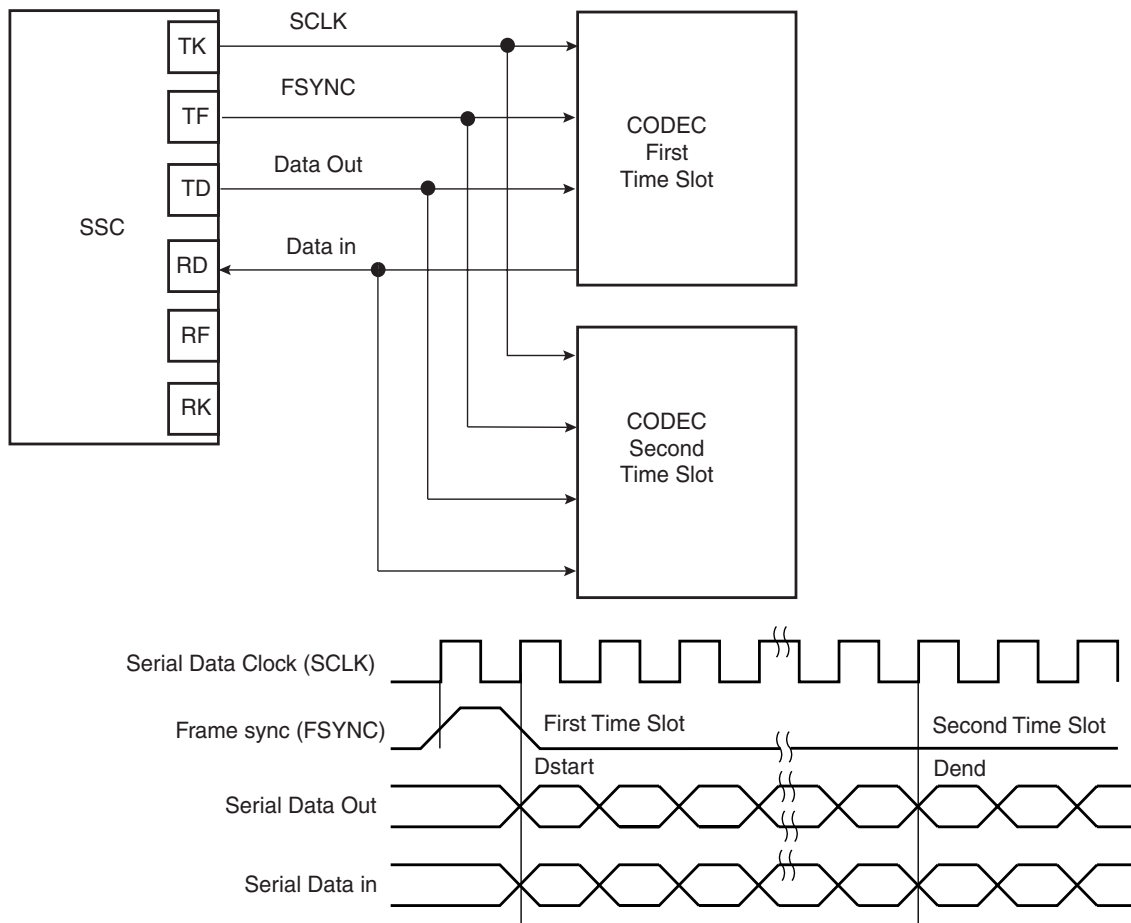 SCLK
TK
FSYNC
TF
CODEC
First
Time Slot
Data Out
TD
SSC
Data in
RD
RF
RK
CODEC
Second
Time Slot
Serial Data Clock (SCLK)
Frame sync (FSYNC)
First Time Slot
Second Time Slot
Dstart
Dend
Serial Data Out
Serial Data in